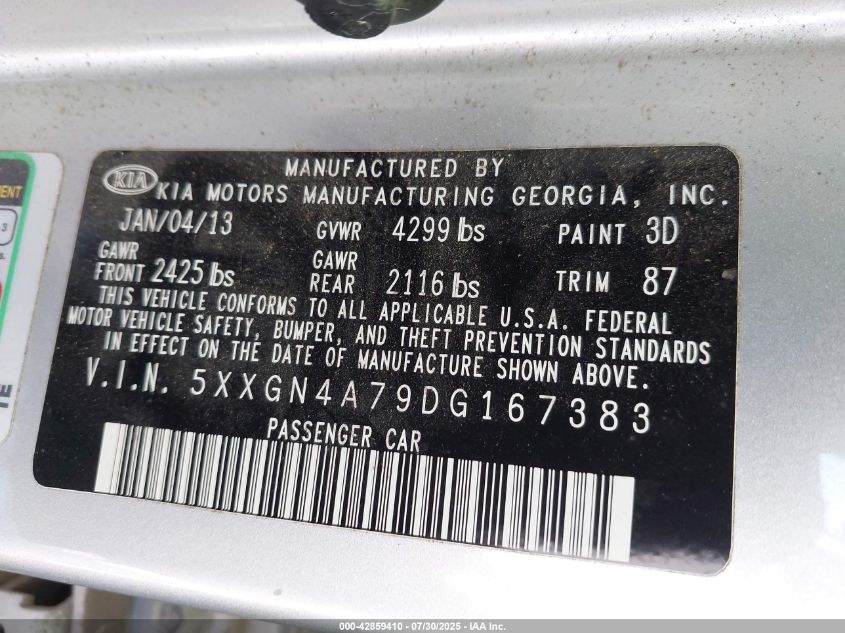 MANUFACTURED BY
KIA KIA MOTORS MANUFACTURING GEORGIA, INC.
JAN/04/13 GVWR 4299 lbs PAINT 3D
GAWR FRONT 2425 lbs GAWR REAR 2116 lbs TRIM 87
THIS VEHICLE CONFORMS TO ALL APPLICABLE U.S.A. FEDERAL
MOTOR VEHICLE SAFETY, BUMPER, AND THEFT PREVENTION STANDARDS
IN EFFECT ON THE DATE OF MANUFACTURE SHOWN ABOVE.
V.I.N. 5XXGN4A79DG167383
PASSENGER CAR
000-42859410 - 07/30/2025 - IAA Inc.